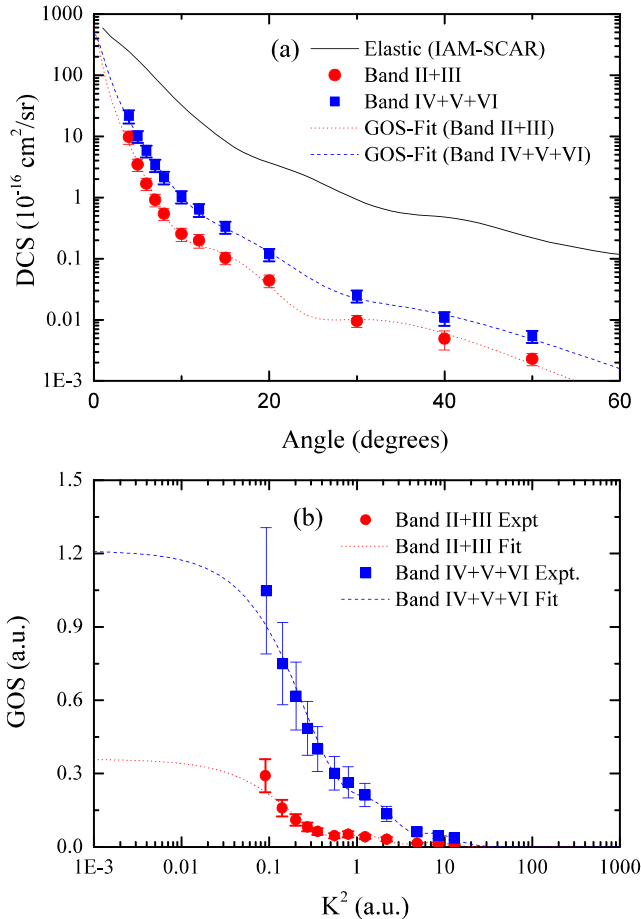 1000
(a)
Elastic (IAM-SCAR)
Band II+III
Band IV+V+VI
GOS-Fit (Band II+III)
GOS-Fit (Band IV+V+VI)
100
10
1
0.1
0.01
1E-3
DCS (10⁻¹⁶ cm²/sr)
0 20 40 60
Angle (degrees)
1.5
(b)
Band II+III Expt
Band II+III Fit
Band IV+V+VI Expt.
Band IV+V+VI Fit
1.2
0.9
0.6
0.3
0.0
GOS (a.u.)
1E-3 0.01 0.1 1 10 100 1000
K² (a.u.)